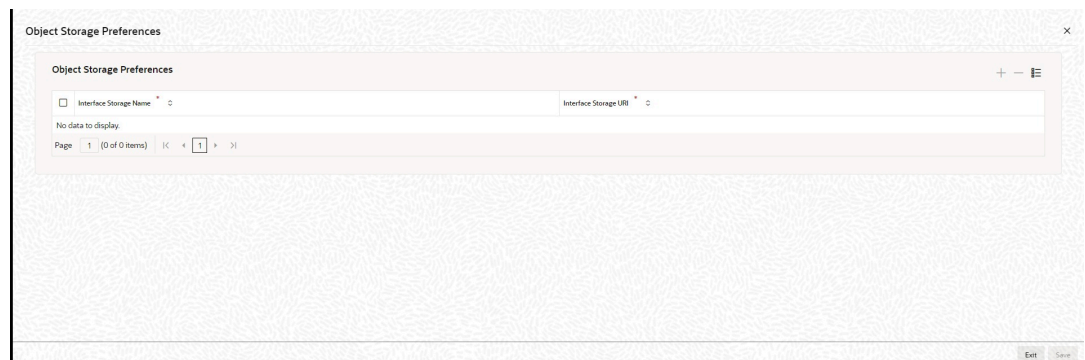 Object Storage Preferences
Object Storage Preferences
Interface Storage Name * Interface Storage URI *
No data to display.
Page 1 (0 of 0 items) 1
Exit Save